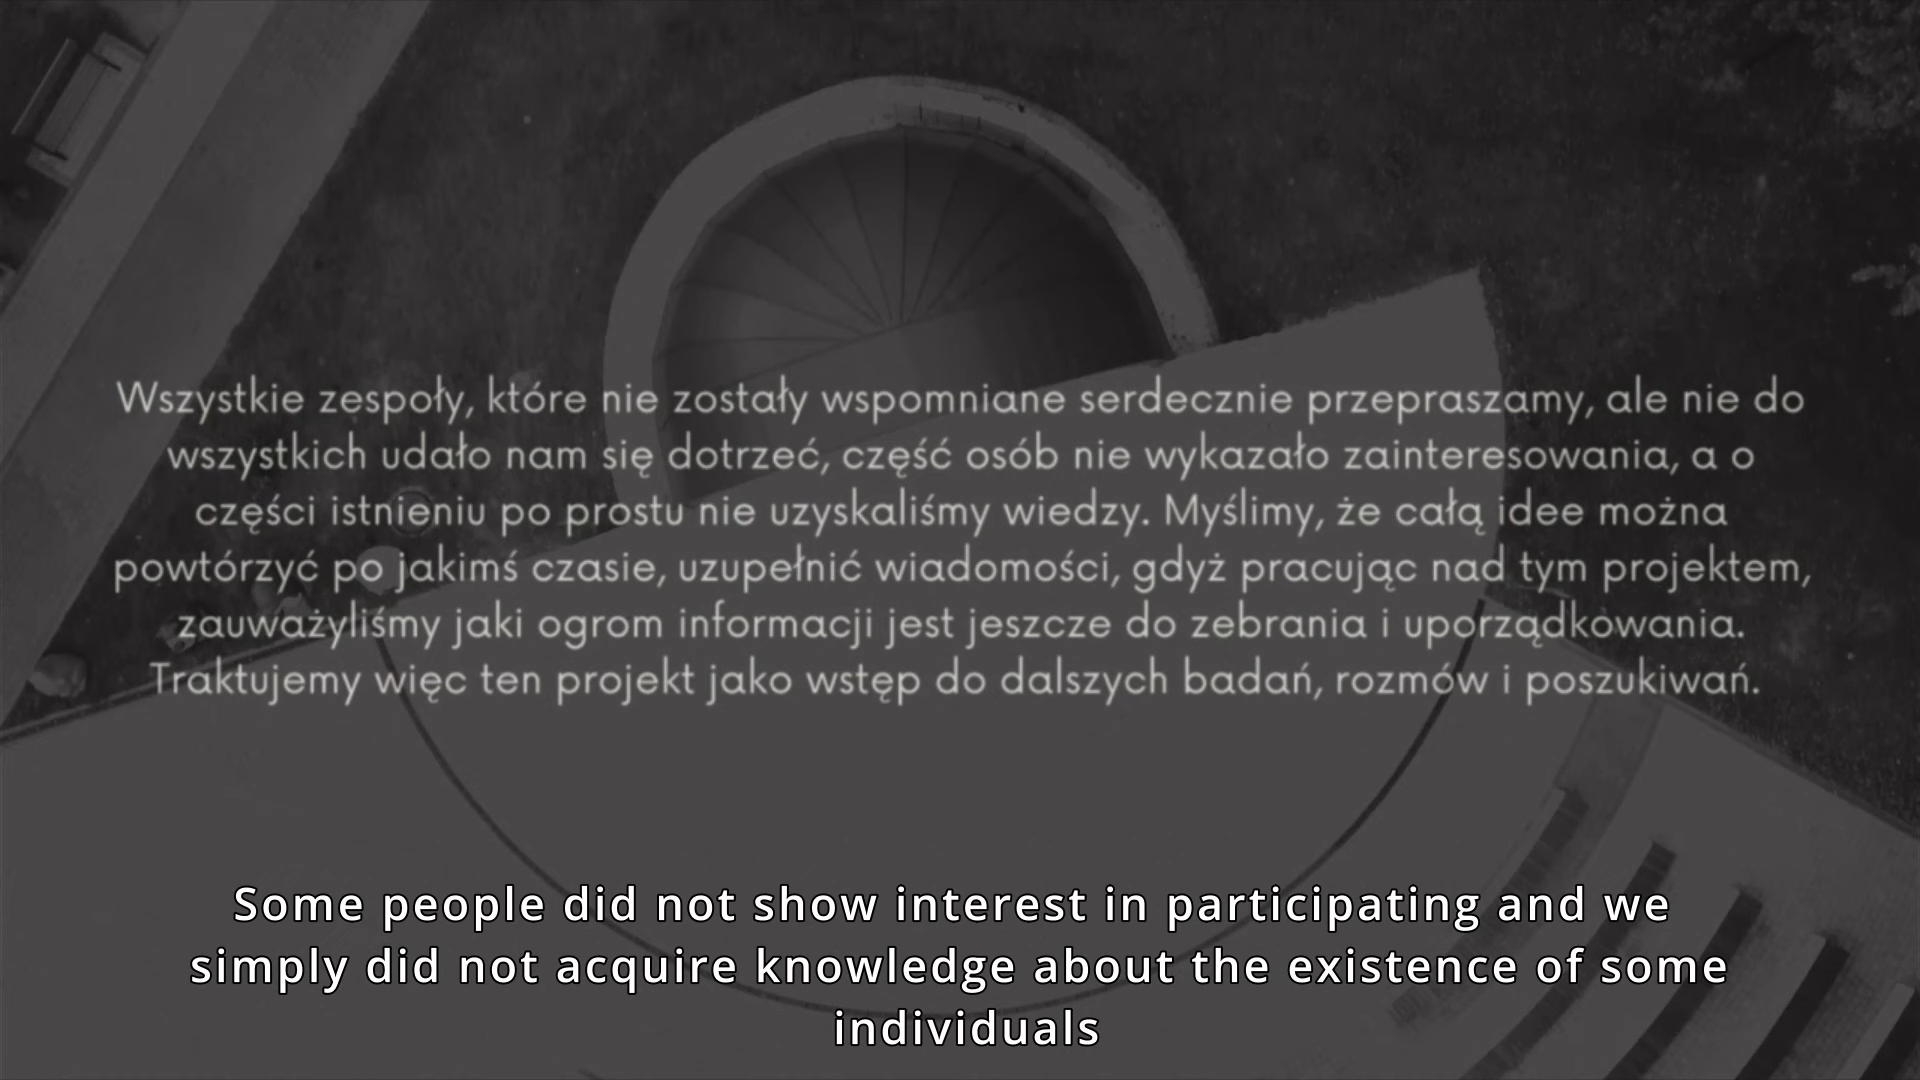 Wszystkie zespoły, które nie zostały wspomniane serdecznie przepraszamy, ale nie do
wszystkich udało nam się dotrzeć, część osób nie wykazało zainteresowania, a o
części istnieniu po prostu nie uzyskaliśmy wiedzy. Myślimy, że całą idee można
powtórzyć po jakimś czasie, uzupełnić wiadomości, gdyż pracując nad tym projektem,
zauważyliśmy jaki ogrom informacji jest jeszcze do zebrania i uporządkowania.
Traktujemy więc ten projekt jako wstęp do dalszych badań, rozmów i poszukiwań.
Some people did not show interest in participating and we
simply did not acquire knowledge about the existence of some
individuals